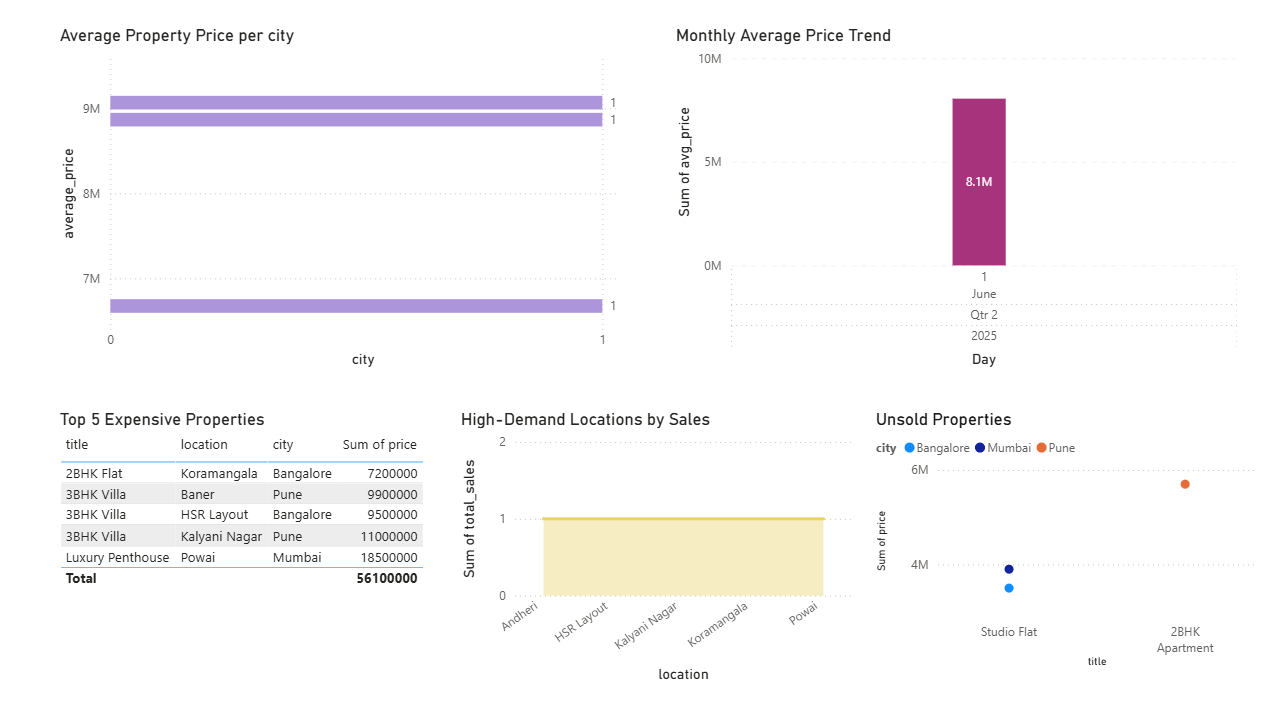 Average Property Price per city
average_price
9M
8M
7M
1
1
1
0 1
city
Monthly Average Price Trend
Sum of avg_price
10M
5M
0M
8.1M
1
June
Qtr 2
2025
Day
Top 5 Expensive Properties
title location city Sum of price
2BHK Flat Koramangala Bangalore 7200000
3BHK Villa Baner Pune 9900000
3BHK Villa HSR Layout Bangalore 9500000
3BHK Villa Kalyani Nagar Pune 11000000
Luxury Penthouse Powai Mumbai 18500000
Total 56100000
High-Demand Locations by Sales
Sum of total_sales
2
1
0
Andheri
HSR Layout
Kalyani Nagar
Koramangala
Powai
location
Unsold Properties
city Bangalore Mumbai Pune
Sum of price
6M
4M
Studio Flat
2BHK
Apartment
title